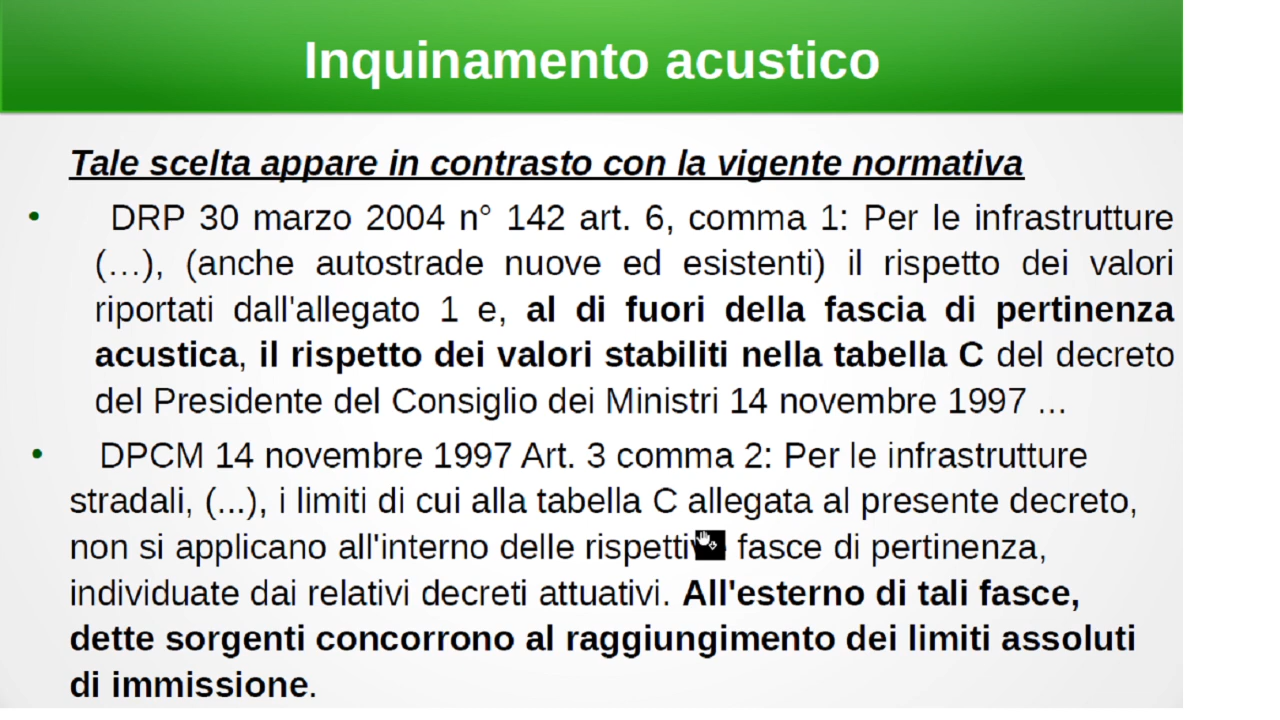 Inquinamento acustico
Tale scelta appare in contrasto con la vigente normativa
• DRP 30 marzo 2004 n° 142 art. 6, comma 1: Per le infrastrutture
(…), (anche autostrade nuove ed esistenti) il rispetto dei valori
riportati dall'allegato 1 e, al di fuori della fascia di pertinenza
acustica, il rispetto dei valori stabiliti nella tabella C del decreto
del Presidente del Consiglio dei Ministri 14 novembre 1997 ...
• DPCM 14 novembre 1997 Art. 3 comma 2: Per le infrastrutture
stradali, (...), i limiti di cui alla tabella C allegata al presente decreto,
non si applicano all'interno delle fasce di pertinenza,
individuate dai relativi decreti attuativi. All'esterno di tali fasce,
dette sorgenti concorrono al raggiungimento dei limiti assoluti
di immissione.